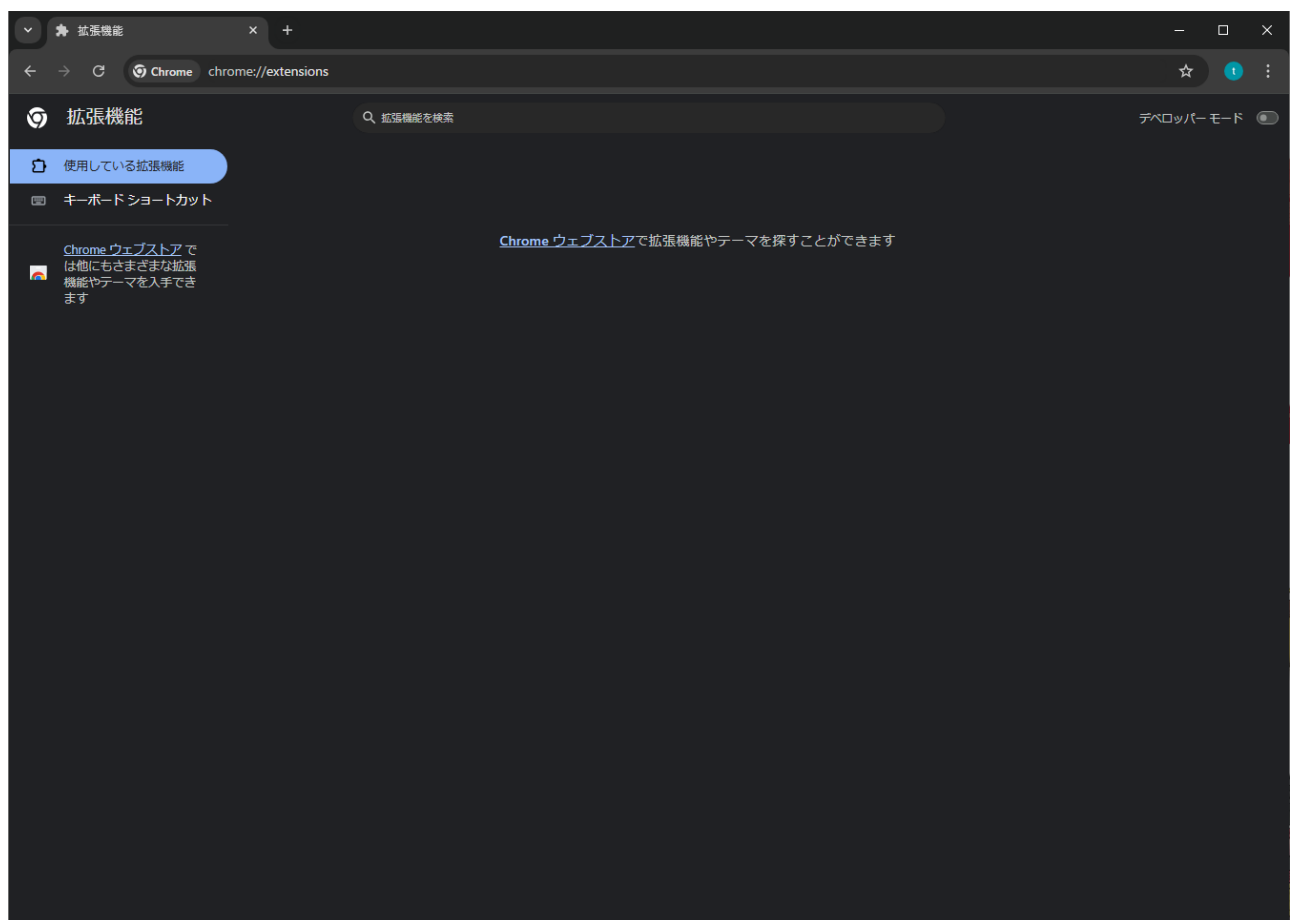 拡張機能
Chrome chrome://extensions
t
拡張機能
拡張機能を検索
デベロッパー モード
使用している拡張機能
キーボード ショートカット
Chrome ウェブストア で
は他にもさまざまな拡張
機能やテーマを入手でき
ます
Chrome ウェブストアで拡張機能やテーマを探すことができます